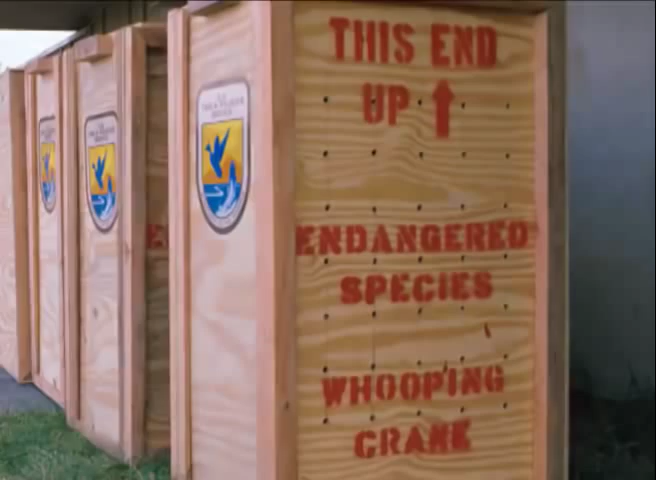 THIS END
UP
ENDANGERED
SPECIES
WHOOPING
CRANE